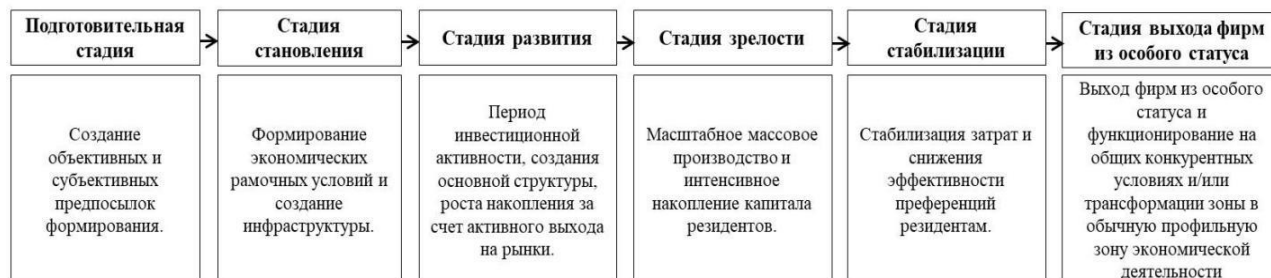 Подготовительная
стадия
Стадия
становления
Стадия развития
Стадия зрелости
Стадия
стабилизации
Стадия выхода фирм
из особого статуса
Создание
объективных и
субъективных
предпосылок
формирования.
Формирование
экономических
рамочных условий и
создание
инфраструктуры.
Период
инвестиционной
активности, создания
основной структуры,
роста накопления за
счет активного выхода
на рынки.
Масштабное массовое
производство и
интенсивное
накопление капитала
резидентов.
Стабилизация затрат и
снижения
эффективности
преференций
резидентам.
Выход фирм из особого
статуса и
функционирование на
общих конкурентных
условиях и/или
трансформации зоны в
обычную профильную
зону экономической
деятельности